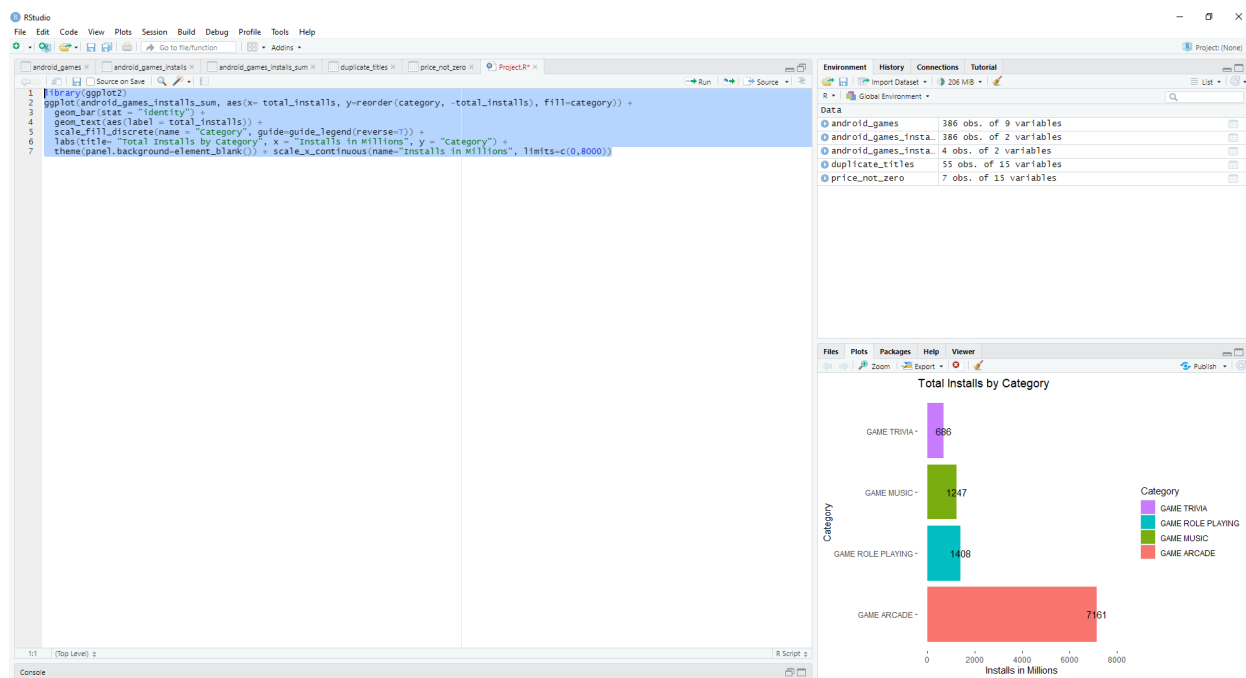 RStudio
File Edit Code View Plots Session Build Debug Profile Tools Help
Go to file/function Addins
Project: (None)
android_games android_games_installs android_games_installs_sum duplicate_titles price_not_zero Project.R*
Source on Save Run Source
1 library(ggplot2)
2 ggplot(android_games_installs_sum, aes(x= total_installs, y=reorder(category, -total_installs), fill=category)) +
3 geom_bar(stat = "identity") +
4 geom_text(aes(label = total_installs)) +
5 scale_fill_discrete(name = "Category", guide=guide_legend(reverse=T)) +
6 labs(title= "Total Installs by Category", x = "Installs in Millions", y = "Category") +
7 theme(panel.background=element_blank()) + scale_x_continuous(name="Installs in Millions", limits=c(0,8000))
1:1 (Top Level) R Script
Console
Environment History Connections Tutorial
Import Dataset 206 MiB List
R Global Environment
Data
android_games 386 obs. of 9 variables
android_games_insta… 386 obs. of 2 variables
android_games_insta… 4 obs. of 2 variables
duplicate_titles 55 obs. of 15 variables
price_not_zero 7 obs. of 15 variables
Files Plots Packages Help Viewer
Zoom Export Publish
Total Installs by Category
GAME TRIVIA 686
GAME MUSIC 1247
GAME ROLE PLAYING 1408
GAME ARCADE 7161
Category
0 2000 4000 6000 8000
Installs in Millions
Category
GAME TRIVIA
GAME ROLE PLAYING
GAME MUSIC
GAME ARCADE